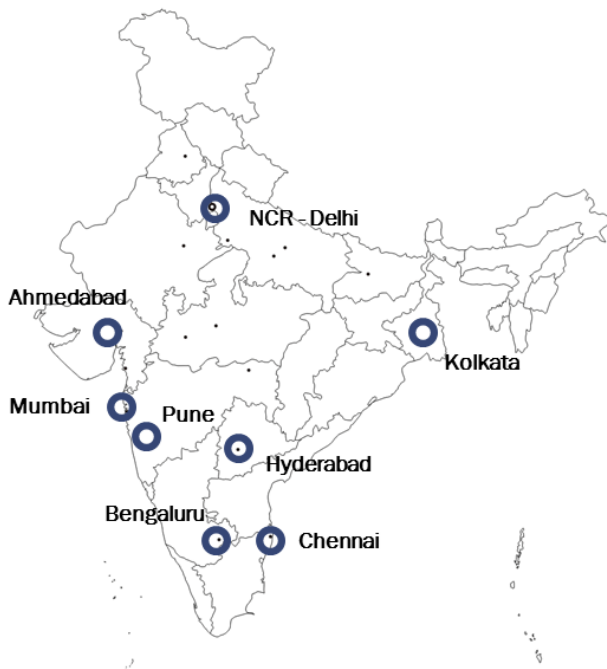 NCR - Delhi
Ahmedabad
Kolkata
Mumbai
Pune
Hyderabad
Bengaluru
Chennai